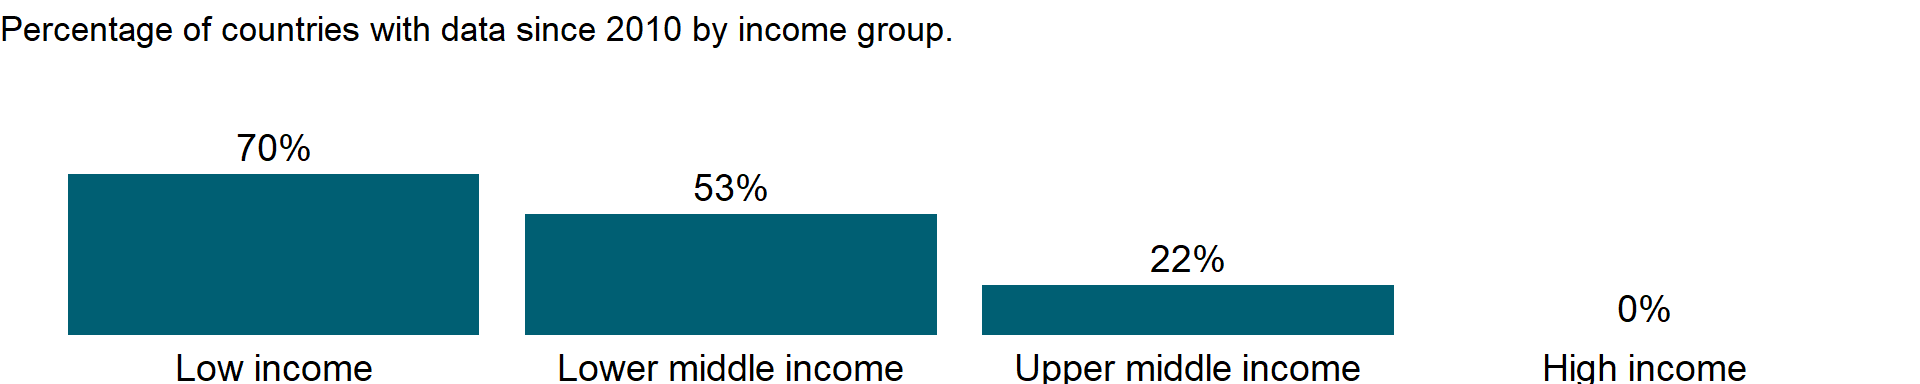 Percentage of countries with data since 2010 by income group.
70%
53%
22%
0%
Low income
Lower middle income
Upper middle income
High income